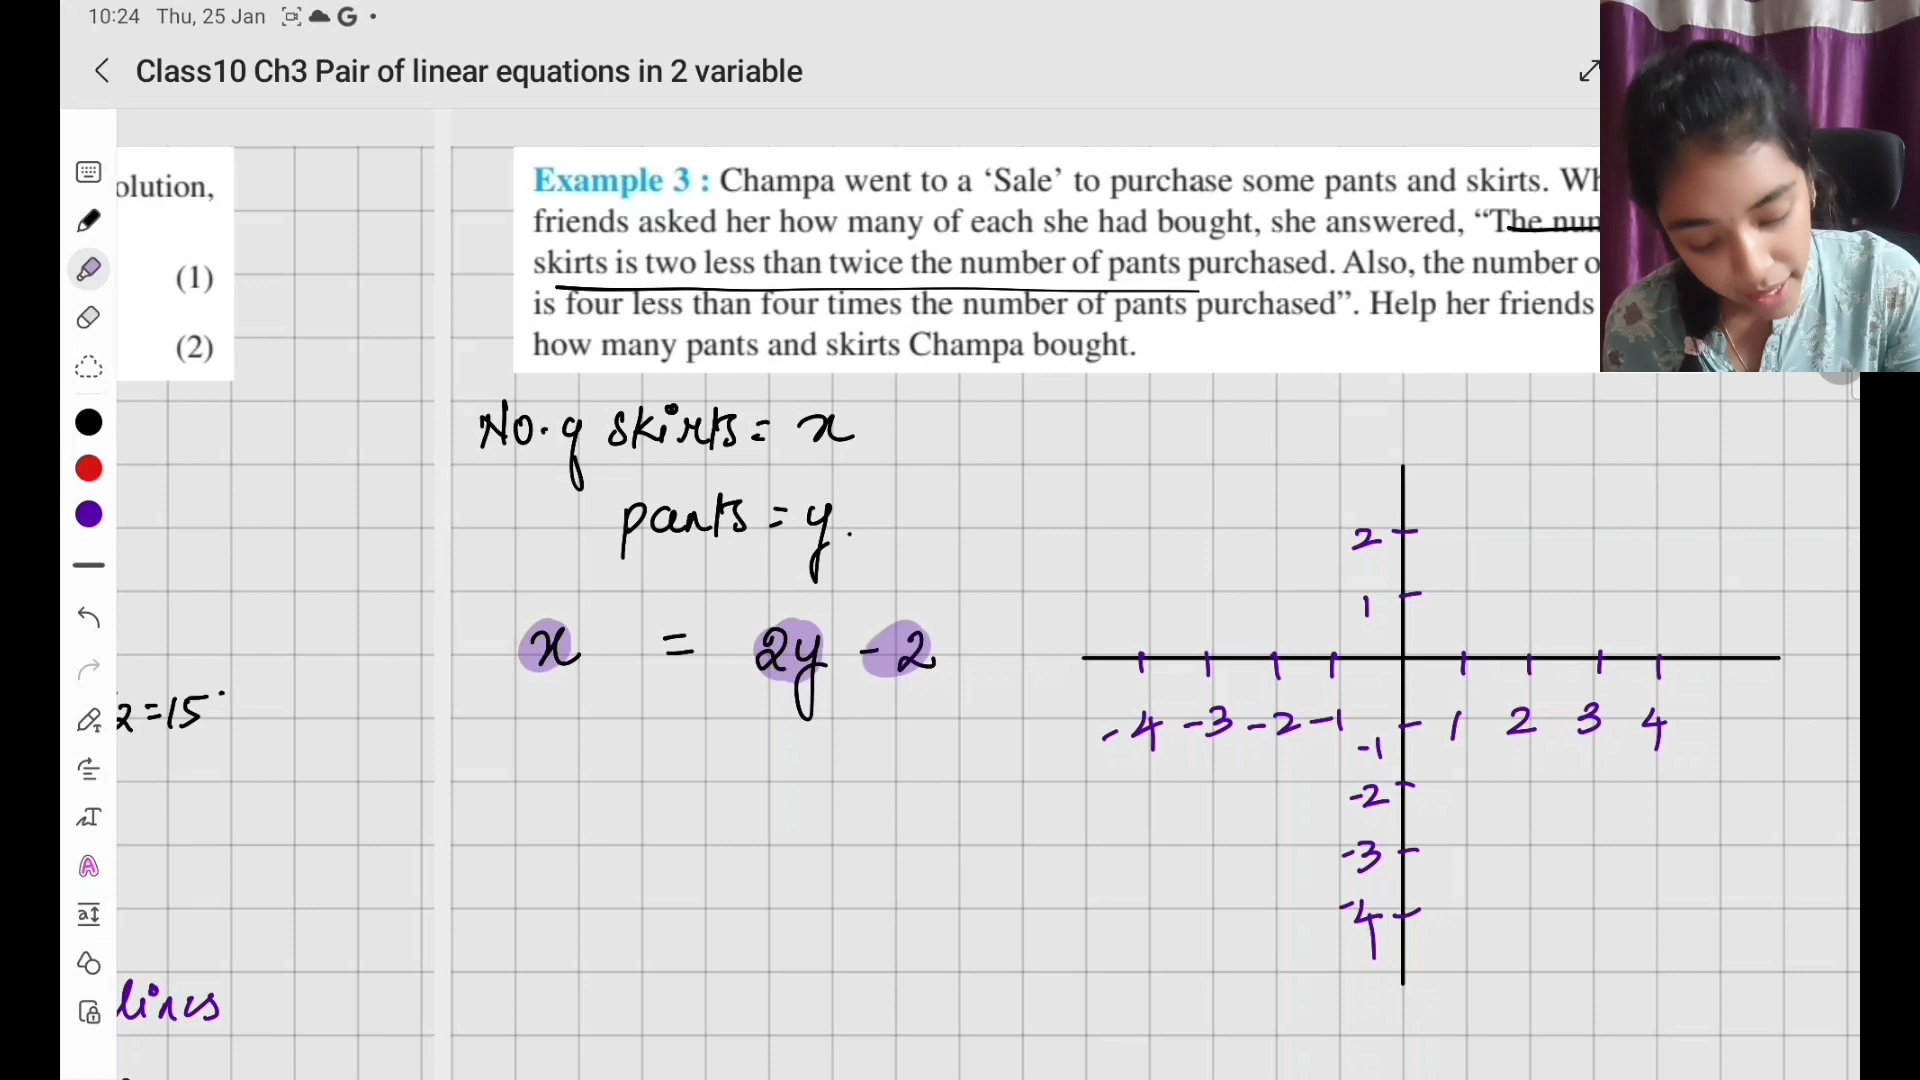 10:24 Thu, 25 Jan
Class10 Ch3 Pair of linear equations in 2 variable
olution,
(1)
(2)
Example 3 : Champa went to a ‘Sale’ to purchase some pants and skirts. Wh
friends asked her how many of each she had bought, she answered, “The num
skirts is two less than twice the number of pants purchased. Also, the number o
is four less than four times the number of pants purchased”. Help her friends
how many pants and skirts Champa bought.
No. of skirts = x
pants = y.
x = 2y - 2
2 = 15
lines
2
1
-4 -3 -2 -1 1 2 3 4
-1
-2
-3
-4